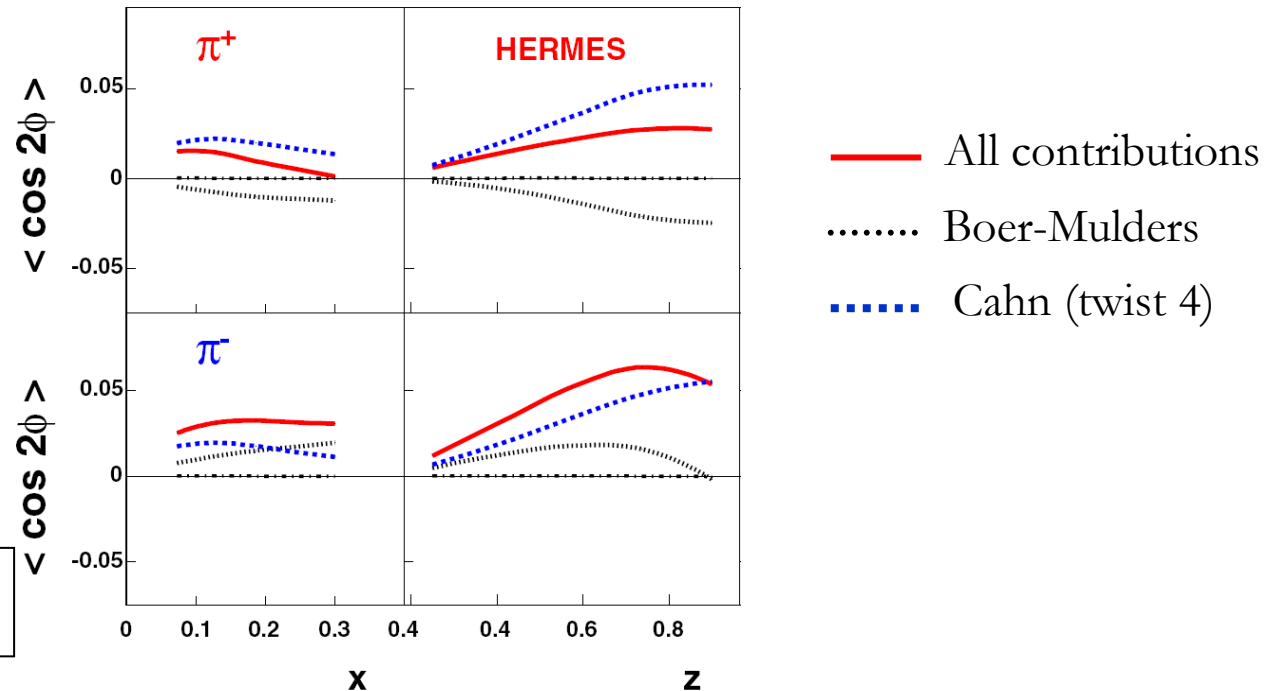 π+
HERMES
< cos 2ϕ >
0.05
0
-0.05
π-
< cos 2ϕ >
0.05
0
-0.05
0 0.1 0.2 0.3 0.4 0.4 0.6 0.8
x z
All contributions
Boer-Mulders
Cahn (twist 4)